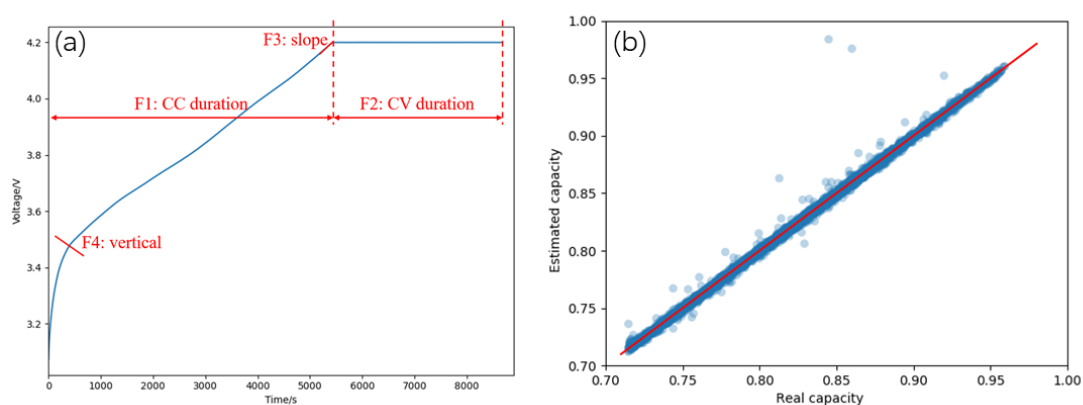 (a)
F3: slope
F1: CC duration
F2: CV duration
F4: vertical
Voltage/V
4.2
4.0
3.8
3.6
3.4
3.2
0 1000 2000 3000 4000 5000 6000 7000 8000
Time/s
(b)
Estimated capacity
0.95
0.90
0.85
0.80
0.75
0.70
0.70 0.75 0.80 0.85 0.90 0.95 1.00
Real capacity